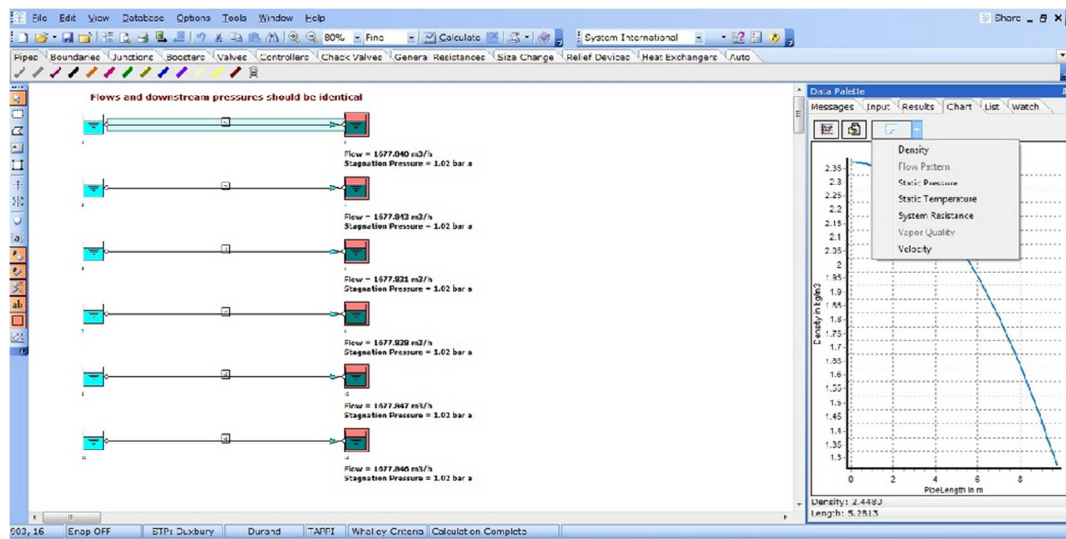 File Edit View Database Options Tools Window Help
Share
80% Fine Calculate System International
Pipes Boundaries Junctions Boosters Valves Controllers Check Valves General Resistances Size Change Relief Devices Heat Exchangers Auto
Flows and downstream pressures should be identical
Flow = 1677.840 m3/h
Stagnation Pressure = 1.02 bar a
Flow = 1677.843 m3/h
Stagnation Pressure = 1.02 bar a
Flow = 1677.831 m3/h
Stagnation Pressure = 1.02 bar a
Flow = 1677.838 m3/h
Stagnation Pressure = 1.02 bar a
Flow = 1677.847 m3/h
Stagnation Pressure = 1.02 bar a
Flow = 1677.846 m3/h
Stagnation Pressure = 1.02 bar a
Data Palette
Messages Input Results Chart List Watch
Density
Flow Pattern
Static Pressure
Static Temperature
System Resistance
Vapor Quality
Velocity
2.35
2.3
2.25
2.2
2.15
2.1
2.05
2
1.95
1.9
1.85
1.8
1.75
1.7
1.65
1.6
1.55
1.5
1.45
1.4
1.35
1.3
Density in kg/m3
0 2 4 6 8
PipeLength in m
Density: 2.4480
Length: 5.2813
903, 16 Snap OFF STP: Duxbury Durand TAPPI Whalley Criteria Calculation Complete